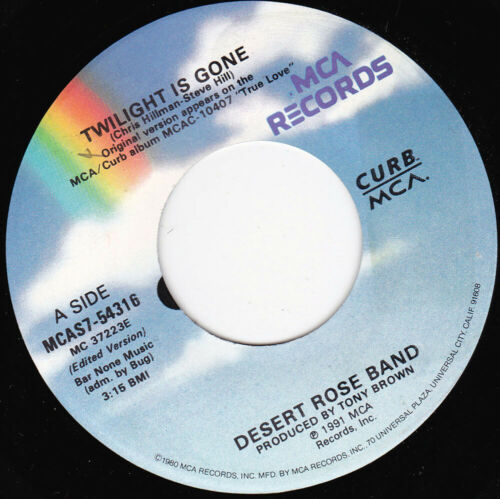 TWILIGHT IS GONE
(Chris Hillman-Steve Hill)
Original version appears on the
MCA/Curb album MCAC-10407 "True Love"
MCA
RECORDS
CURB
MCA.
A SIDE
MCAS7-54316
MC 37223E
(Edited Version)
Bar None Music
(adm. by Bug)
3:15 BMI
DESERT ROSE BAND
PRODUCED BY TONY BROWN
℗ 1991 MCA
Records, Inc.
©1980 MCA RECORDS, INC. MFD. BY MCA RECORDS, INC., 70 UNIVERSAL PLAZA, UNIVERSAL CITY, CALIF. 91608